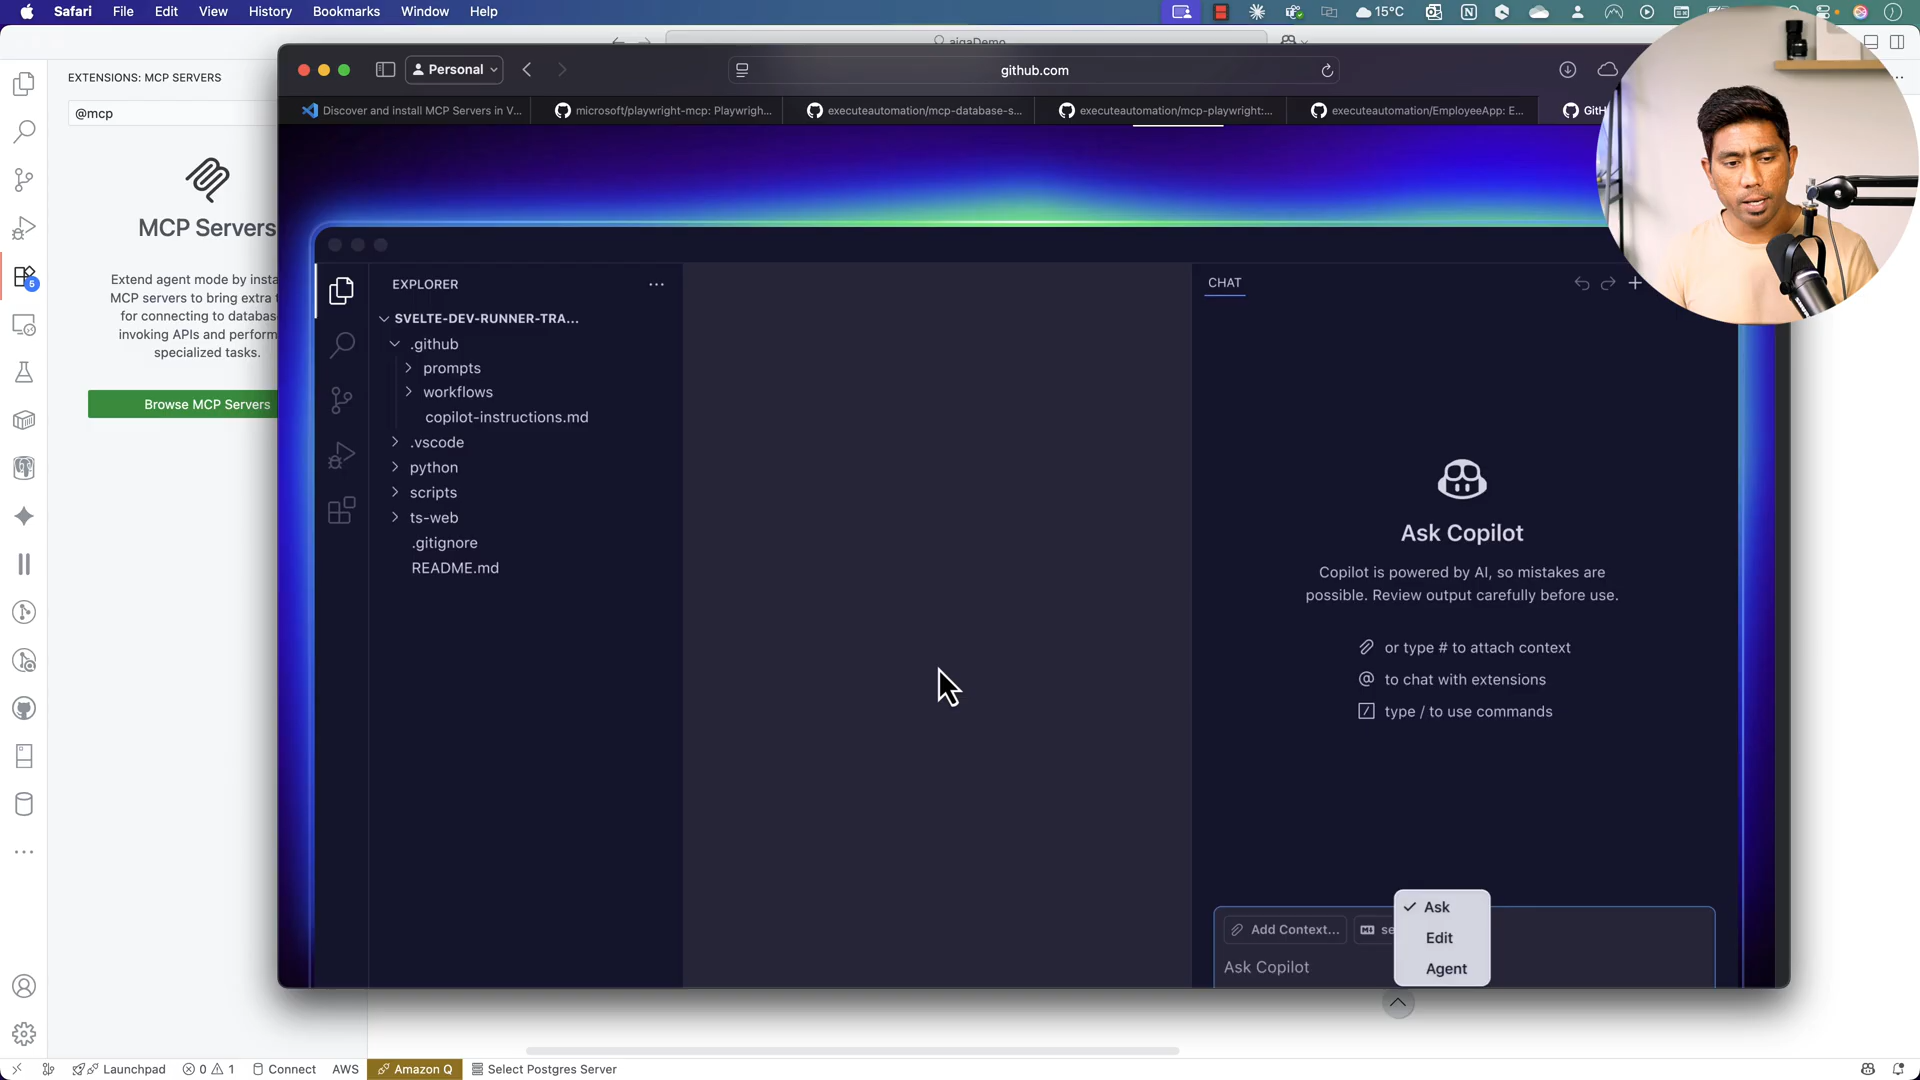 Safari File Edit View History Bookmarks Window Help
15°C
aiqaDemo
EXTENSIONS: MCP SERVERS
@mcp
MCP Servers
Extend agent mode by insta
MCP servers to bring extra t
for connecting to databas
invoking APIs and perform
specialized tasks.
Browse MCP Servers
5
Personal
github.com
Discover and install MCP Servers in V...
microsoft/playwright-mcp: Playwrigh...
executeautomation/mcp-database-s...
executeautomation/mcp-playwright:...
executeautomation/EmployeeApp: E...
GitH
EXPLORER
SVELTE-DEV-RUNNER-TRA...
.github
prompts
workflows
copilot-instructions.md
.vscode
python
scripts
ts-web
.gitignore
README.md
CHAT
Ask Copilot
Copilot is powered by AI, so mistakes are
possible. Review output carefully before use.
or type # to attach context
@ to chat with extensions
type / to use commands
Add Context...
se
Ask
Edit
Agent
Ask Copilot
Launchpad
0
1
Connect
AWS
Amazon Q
Select Postgres Server